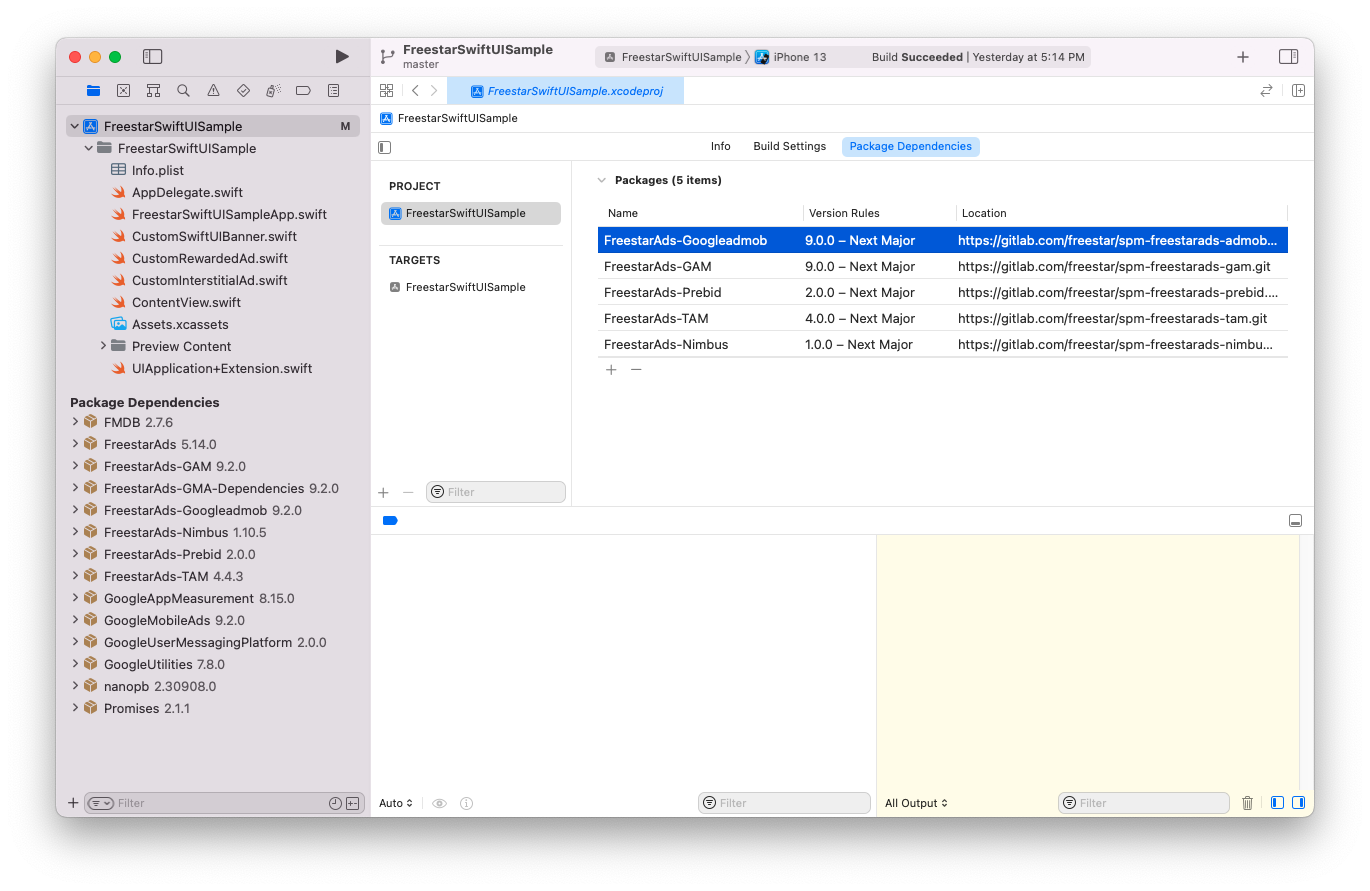 FreestarSwiftUISample
master
FreestarSwiftUISample 〉 iPhone 13
Build Succeeded | Yesterday at 5:14 PM
FreestarSwiftUISample.xcodeproj
FreestarSwiftUISample M
FreestarSwiftUISample
Info.plist
AppDelegate.swift
FreestarSwiftUISampleApp.swift
CustomSwiftUIBanner.swift
CustomRewardedAd.swift
CustomInterstitialAd.swift
ContentView.swift
Assets.xcassets
Preview Content
UIApplication+Extension.swift
Package Dependencies
FMDB 2.7.6
FreestarAds 5.14.0
FreestarAds-GAM 9.2.0
FreestarAds-GMA-Dependencies 9.2.0
FreestarAds-Googleadmob 9.2.0
FreestarAds-Nimbus 1.10.5
FreestarAds-Prebid 2.0.0
FreestarAds-TAM 4.4.3
GoogleAppMeasurement 8.15.0
GoogleMobileAds 9.2.0
GoogleUserMessagingPlatform 2.0.0
GoogleUtilities 7.8.0
nanopb 2.30908.0
Promises 2.1.1
Filter
FreestarSwiftUISample
Info Build Settings Package Dependencies
PROJECT
FreestarSwiftUISample
TARGETS
FreestarSwiftUISample
Filter
Packages (5 items)
Name Version Rules Location
FreestarAds-Googleadmob 9.0.0 – Next Major https://gitlab.com/freestar/spm-freestarads-admob...
FreestarAds-GAM 9.0.0 – Next Major https://gitlab.com/freestar/spm-freestarads-gam.git
FreestarAds-Prebid 2.0.0 – Next Major https://gitlab.com/freestar/spm-freestarads-prebid....
FreestarAds-TAM 4.0.0 – Next Major https://gitlab.com/freestar/spm-freestarads-tam.git
FreestarAds-Nimbus 1.0.0 – Next Major https://gitlab.com/freestar/spm-freestarads-nimbu...
Auto
Filter
All Output
Filter